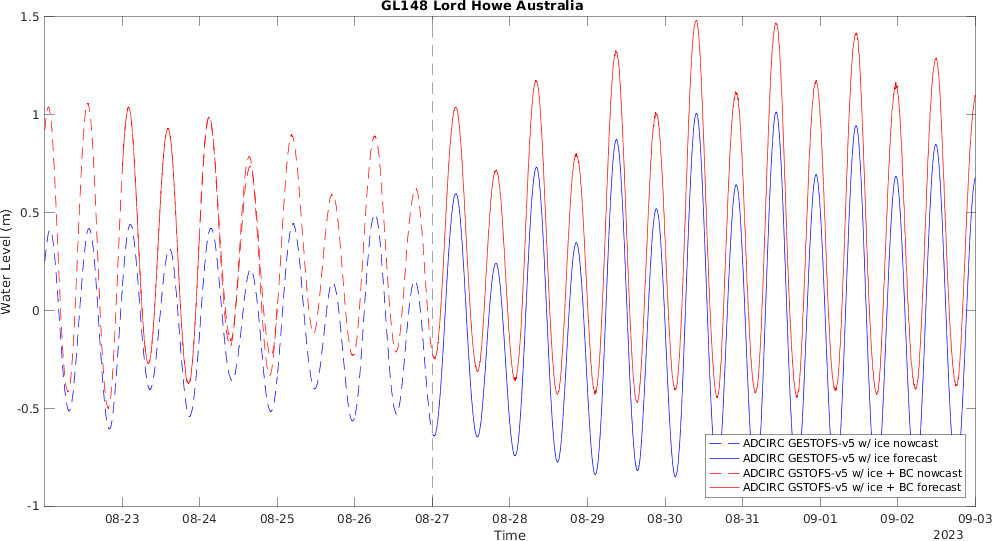 GL148 Lord Howe Australia
1.5
1
0.5
0
-0.5
-1
Water Level (m)
ADCIRC GESTOFS-v5 w/ ice nowcast
ADCIRC GESTOFS-v5 w/ ice forecast
ADCIRC GSTOFS-v5 w/ ice + BC nowcast
ADCIRC GSTOFS-v5 w/ ice + BC forecast
08-23 08-24 08-25 08-26 08-27 08-28 08-29 08-30 08-31 09-01 09-02 09-03
Time
2023